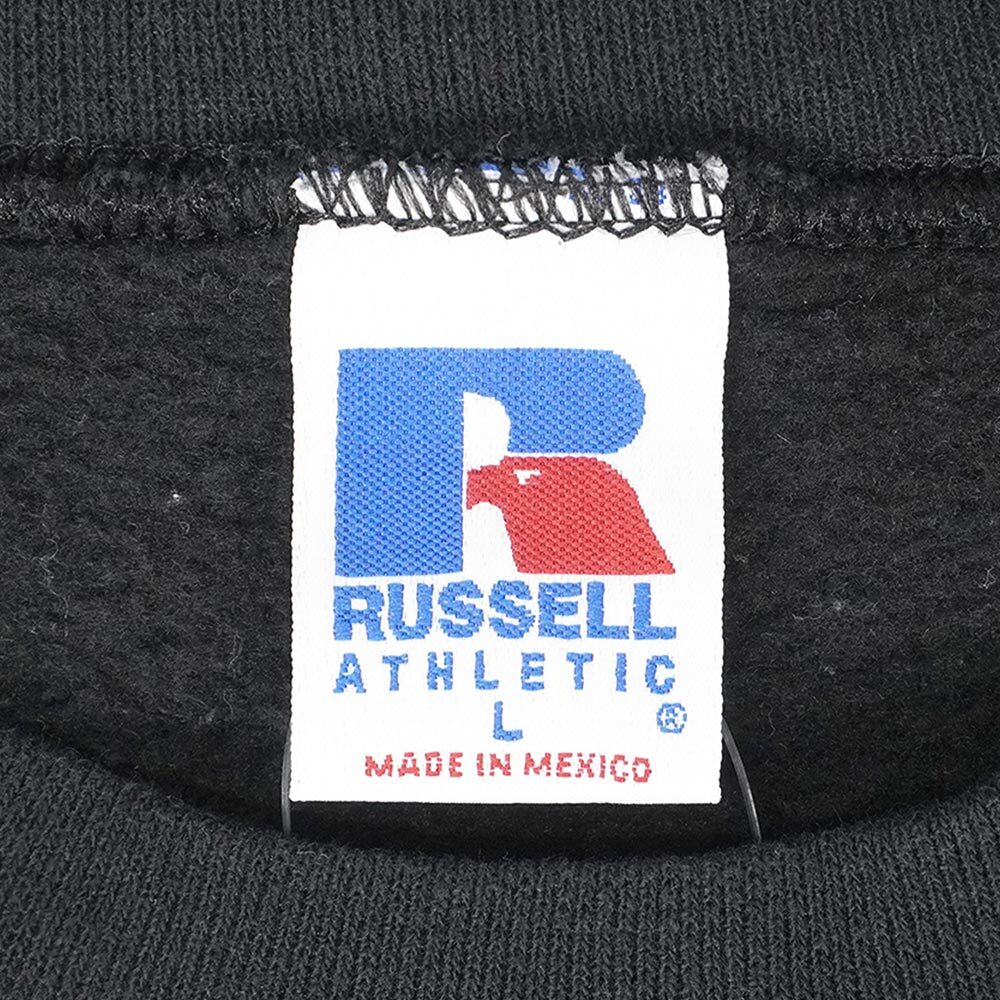 R
RUSSELL
ATHLETIC
L ®
MADE IN MEXICO